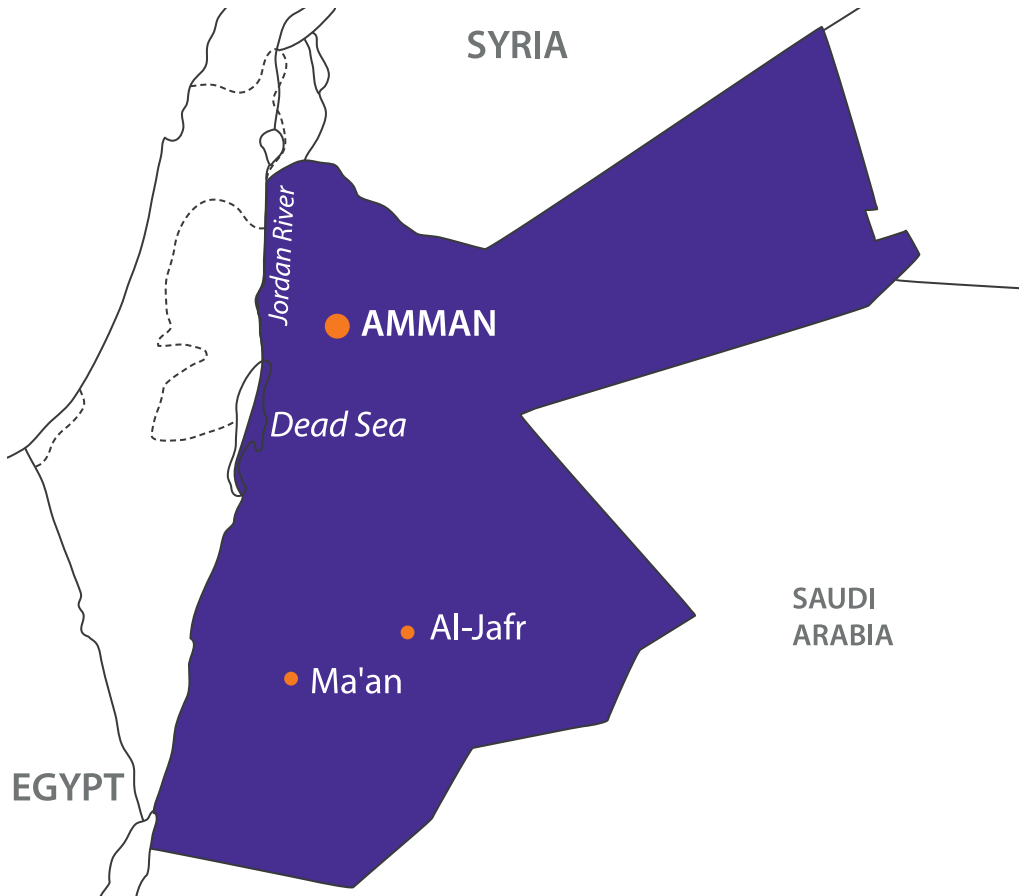 SYRIA
Jordan River
AMMAN
Dead Sea
SAUDI
ARABIA
Al-Jafr
Ma'an
EGYPT